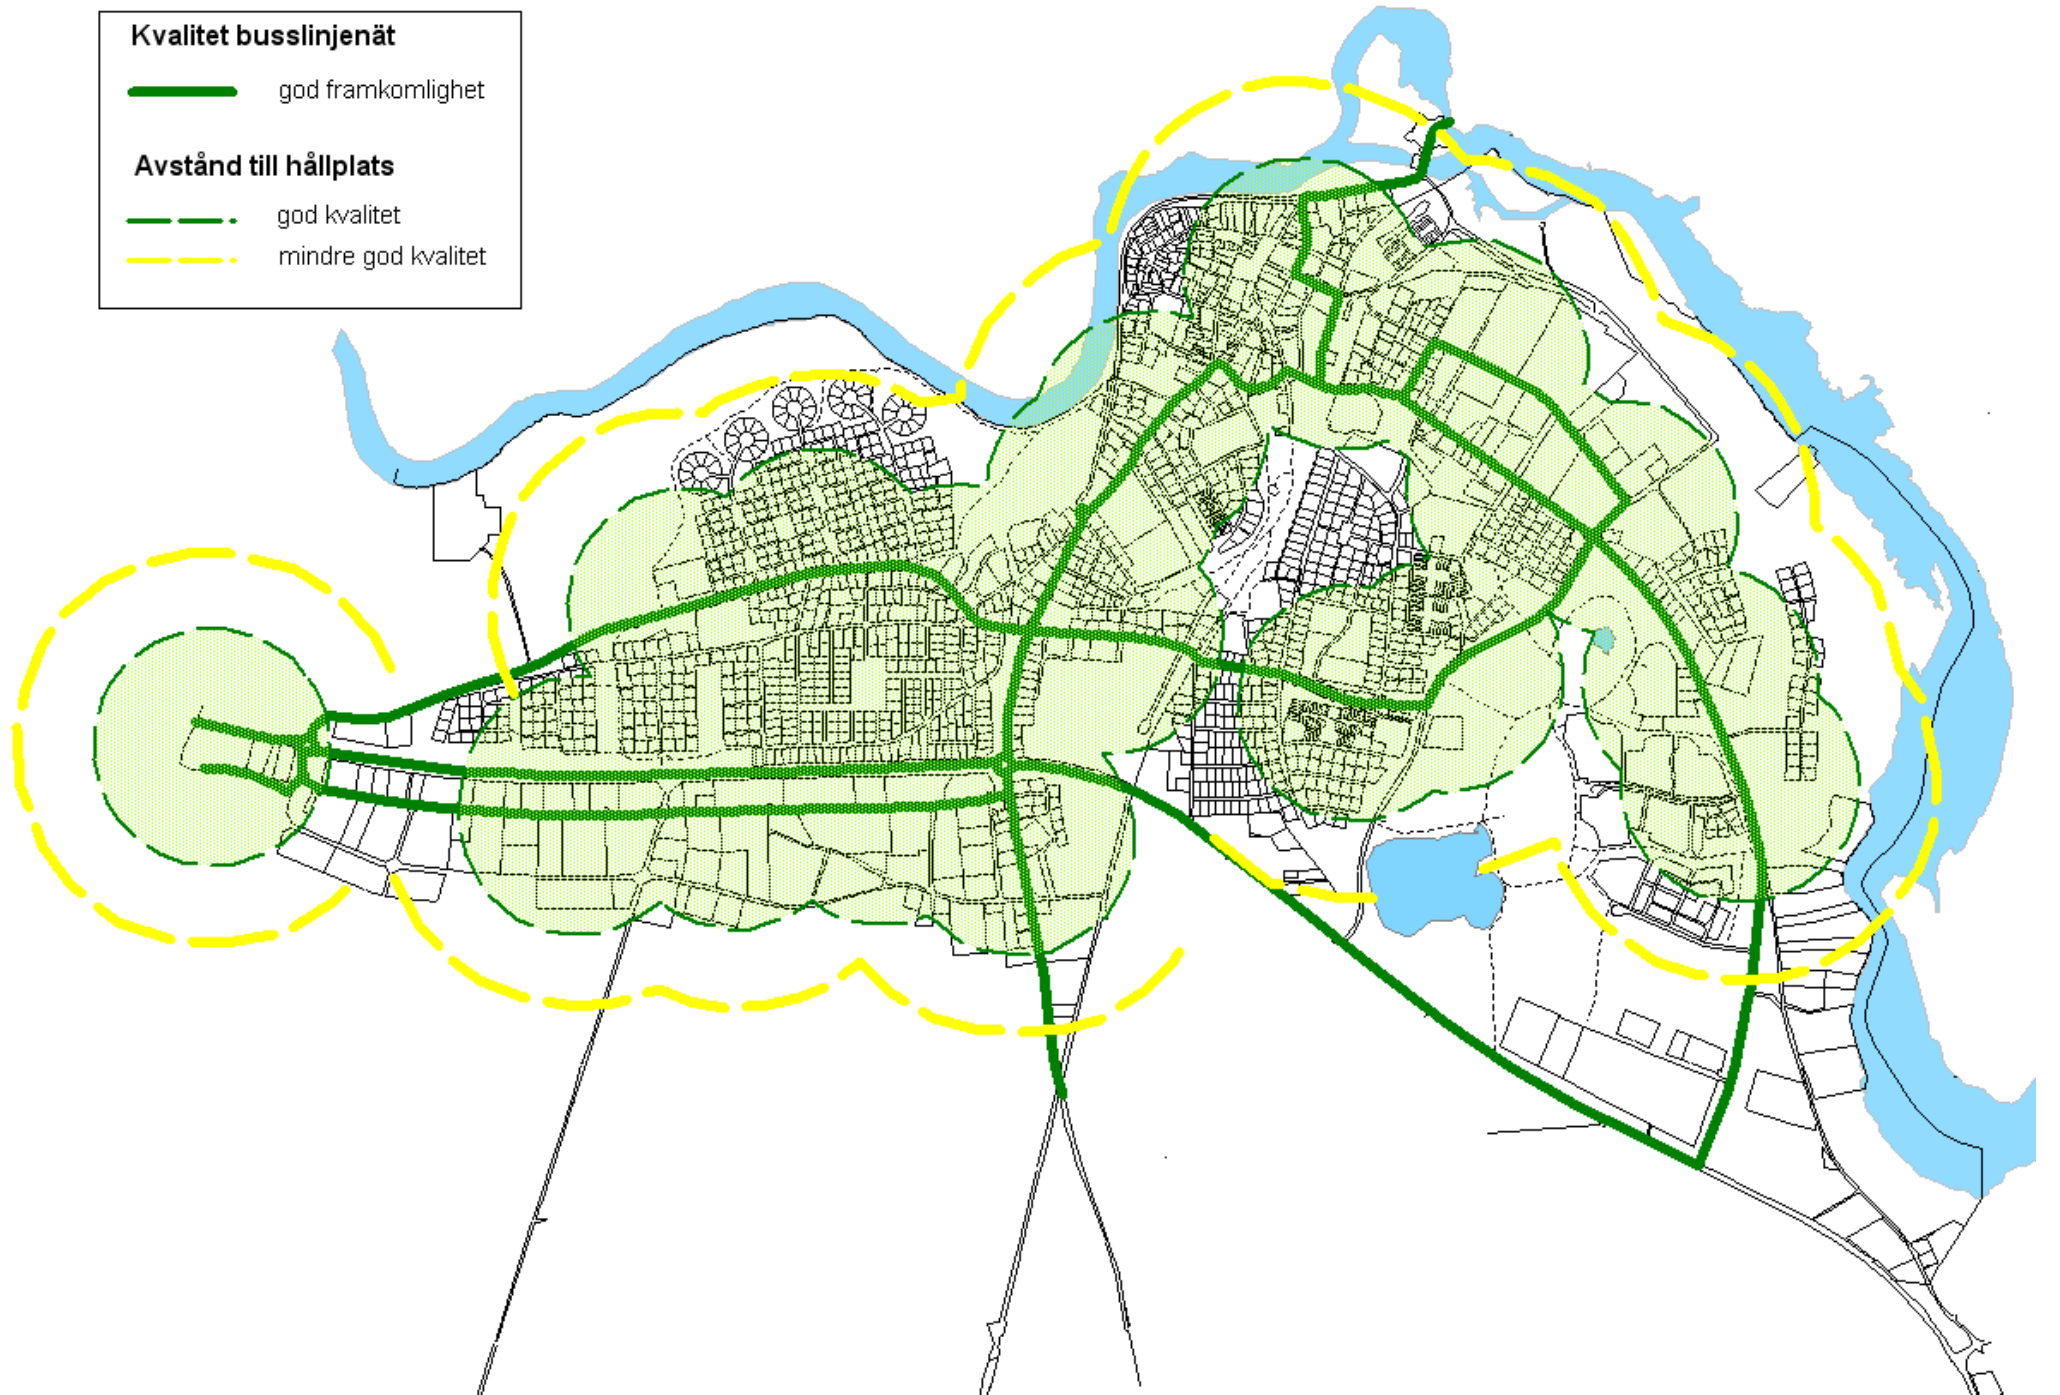 Kvalitet busslinjenät
god framkomlighet
Avstånd till hållplats
god kvalitet
mindre god kvalitet